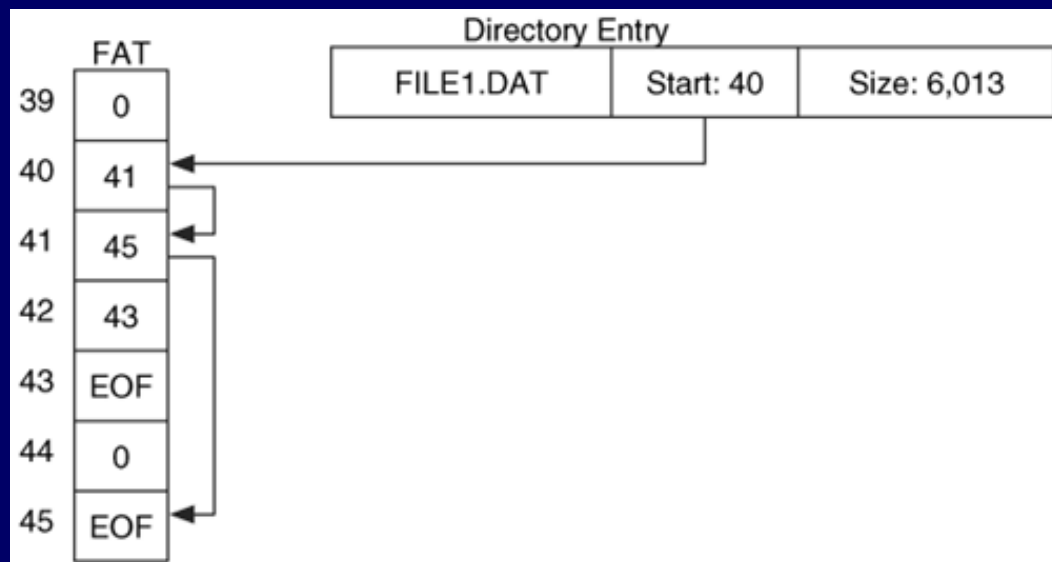 Directory Entry
FAT
FILE1.DAT Start: 40 Size: 6,013
39 0
40 41
41 45
42 43
43 EOF
44 0
45 EOF